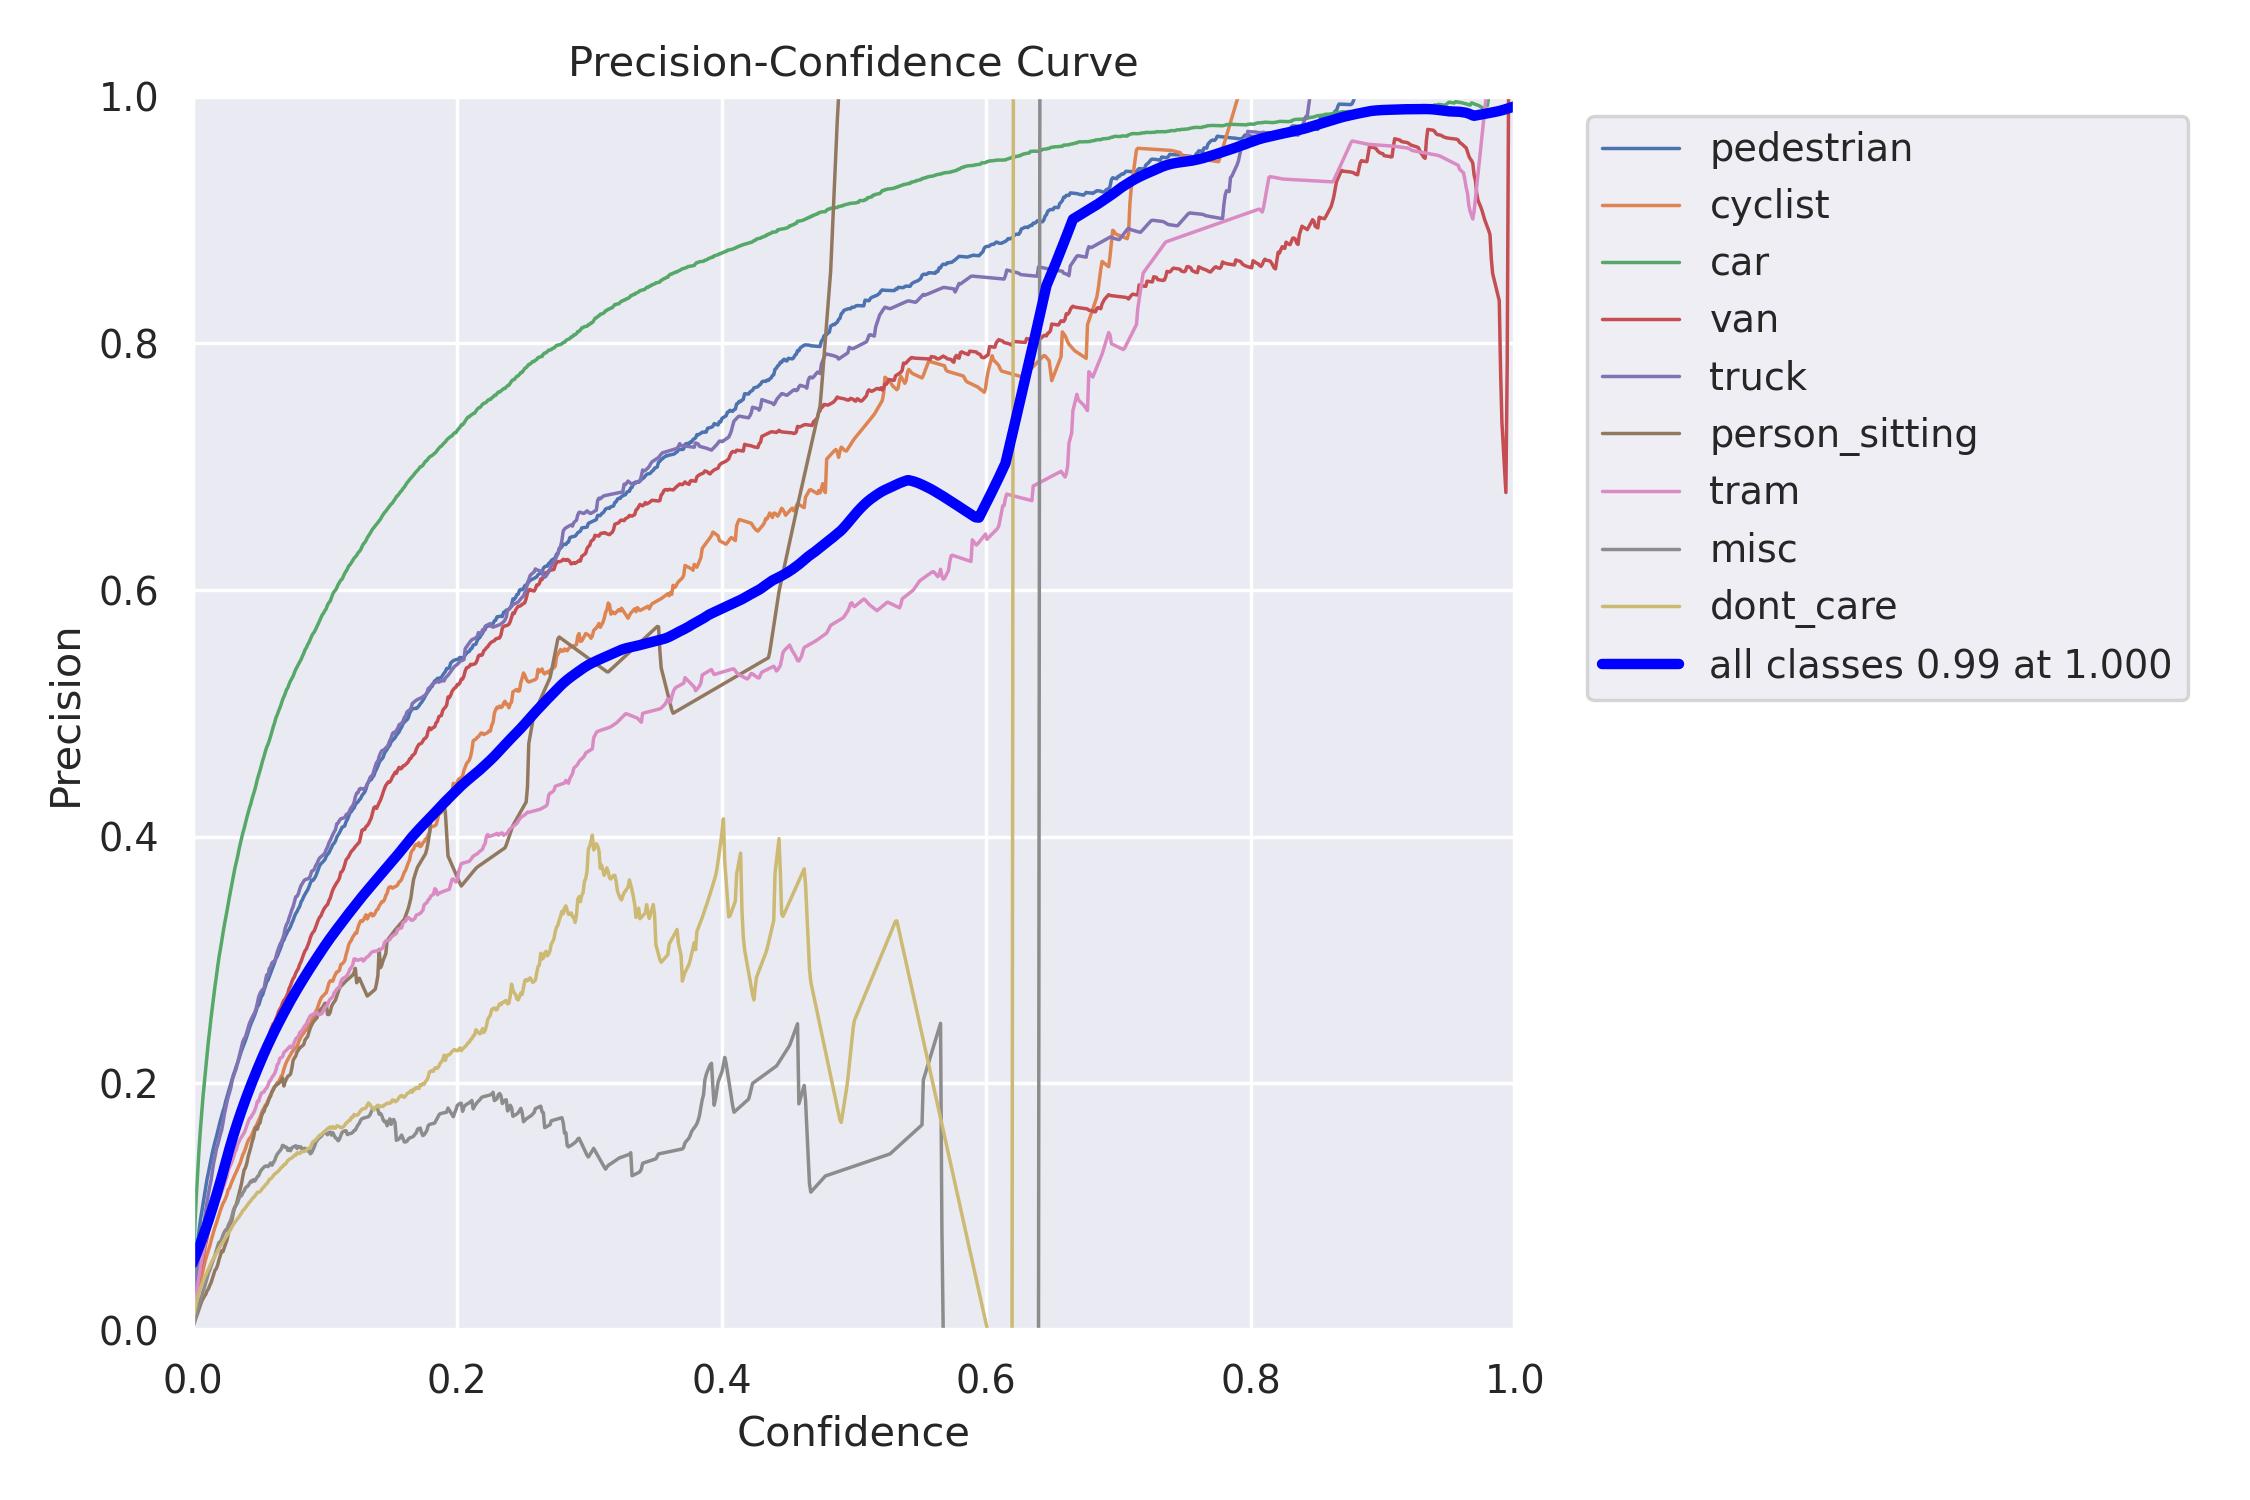 Precision-Confidence Curve
1.0
0.8
0.6
0.4
0.2
0.0
Precision
0.0 0.2 0.4 0.6 0.8 1.0
Confidence
pedestrian
cyclist
car
van
truck
person_sitting
tram
misc
dont_care
all classes 0.99 at 1.000